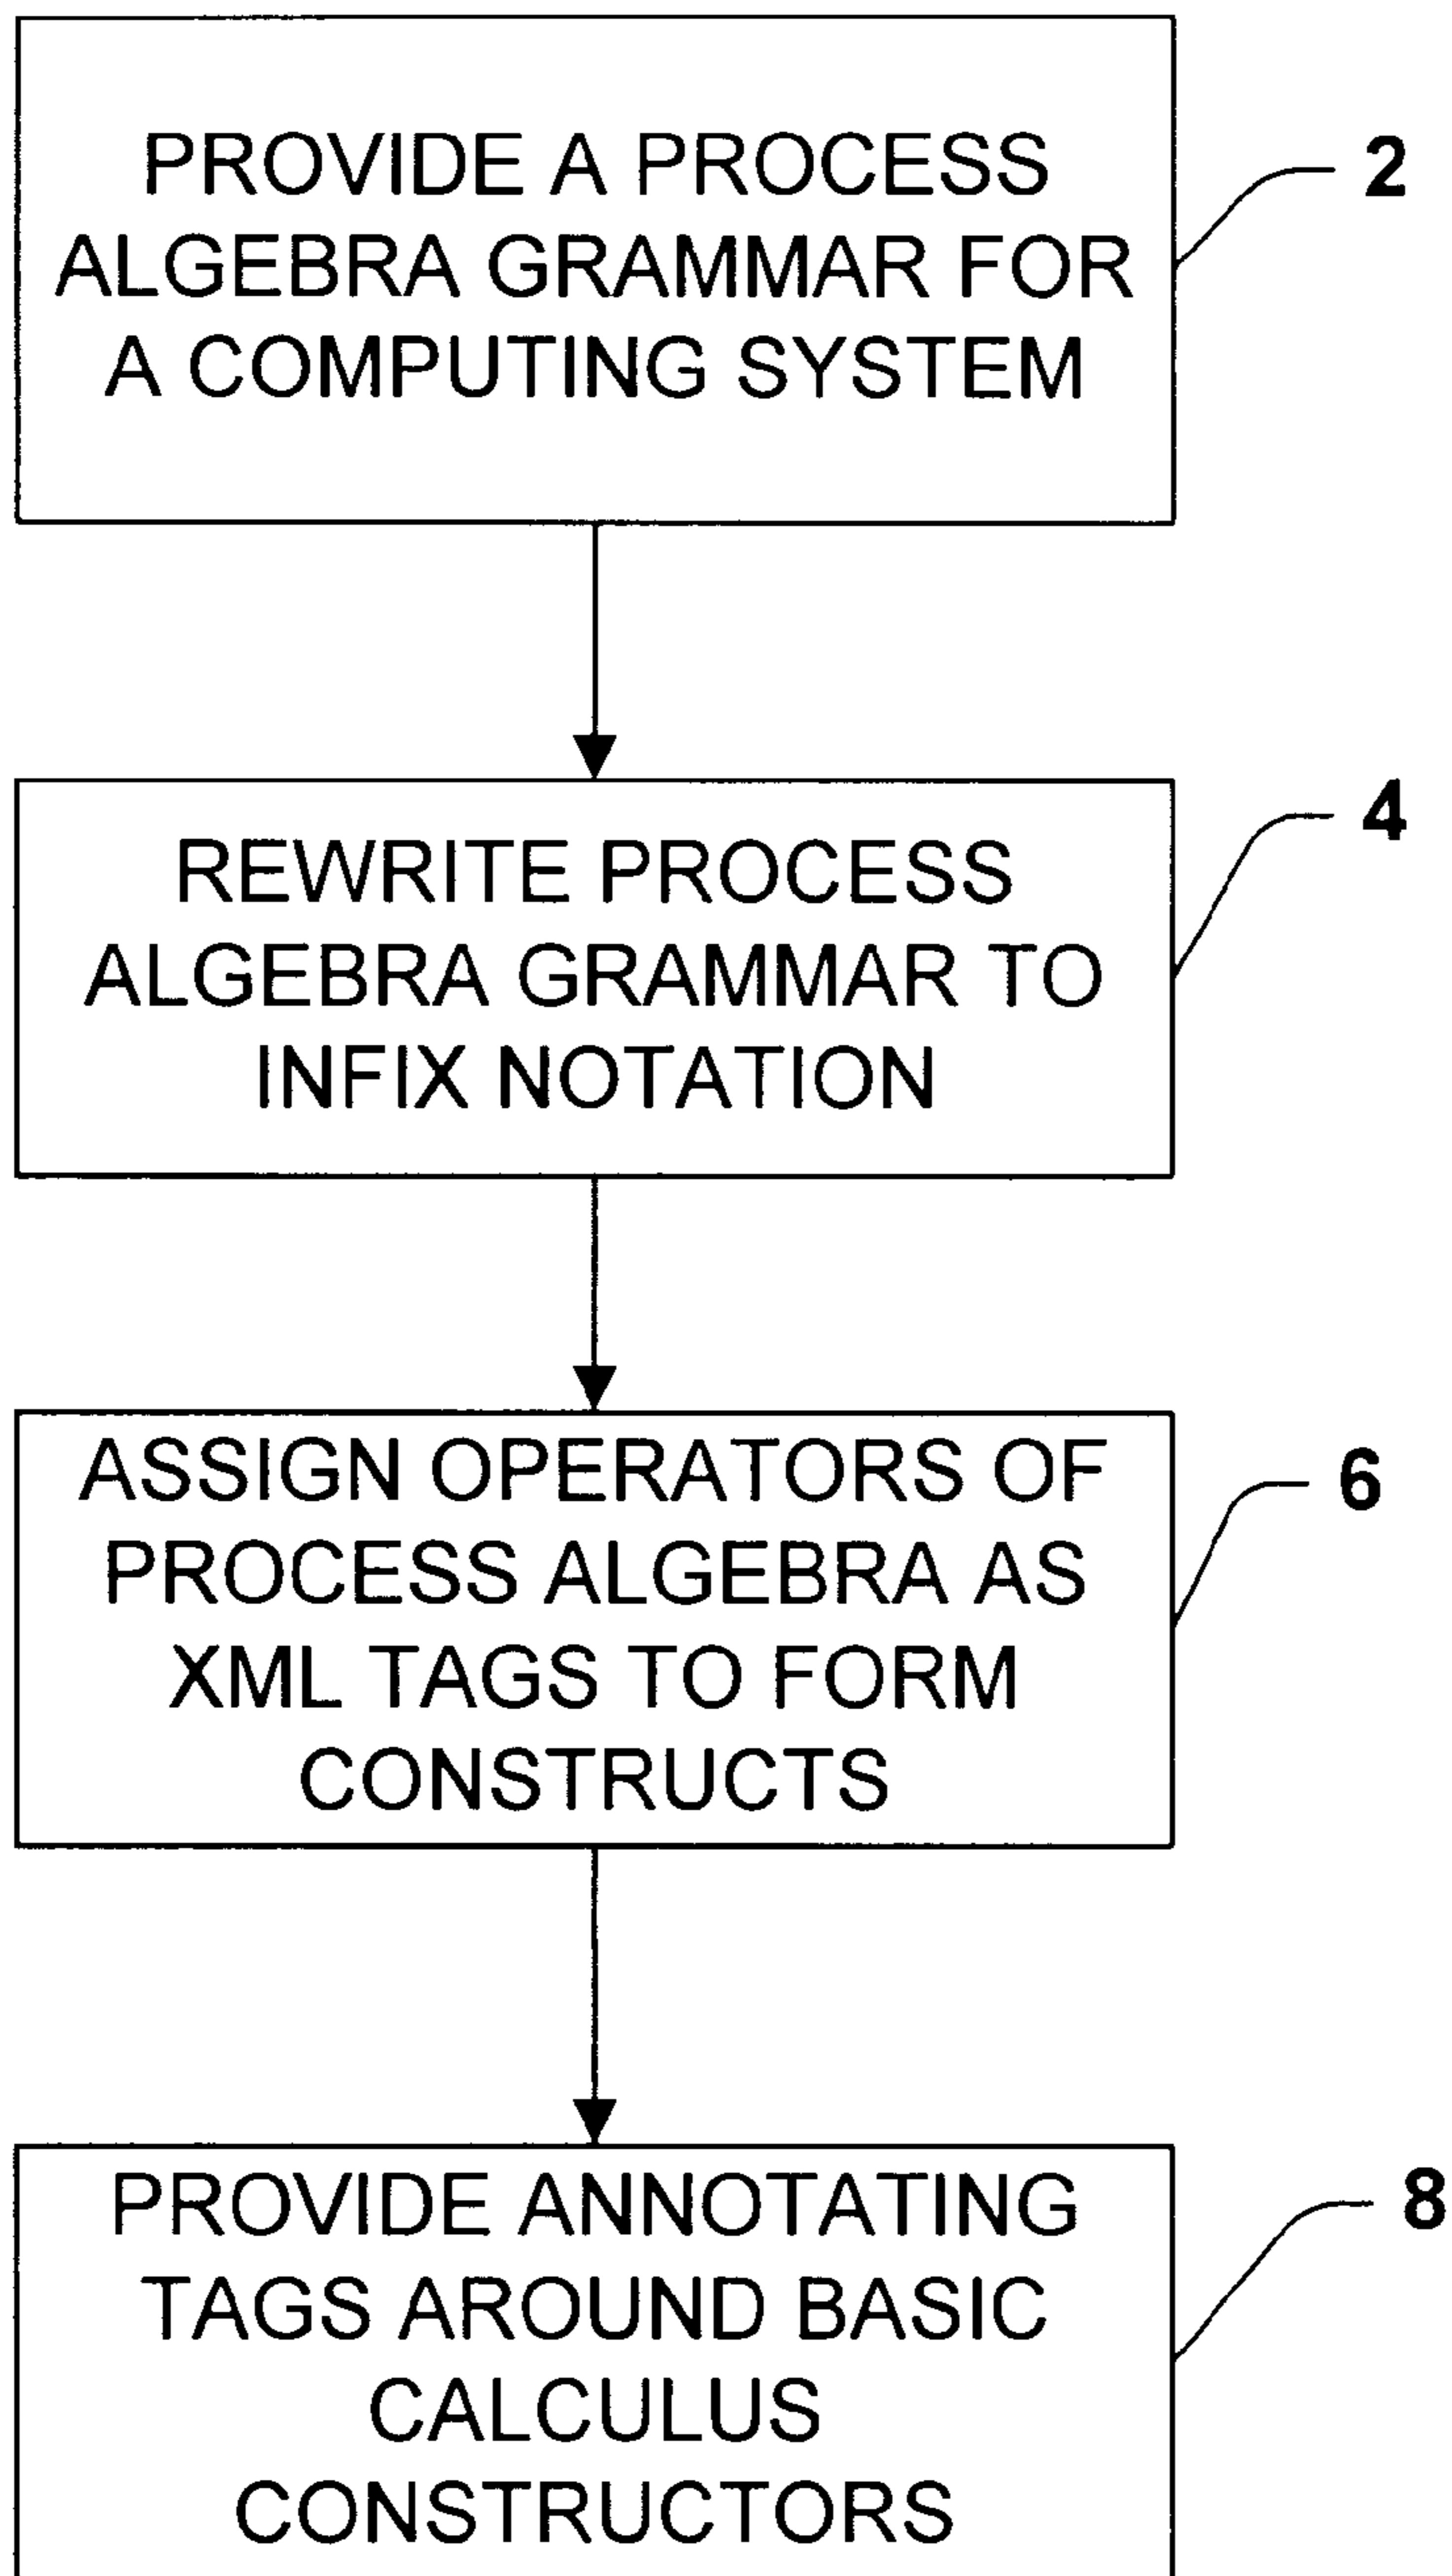 PROVIDE A PROCESS
ALGEBRA GRAMMAR FOR
A COMPUTING SYSTEM
2
REWRITE PROCESS
ALGEBRA GRAMMAR TO
INFIX NOTATION
4
ASSIGN OPERATORS OF
PROCESS ALGEBRA AS
XML TAGS TO FORM
CONSTRUCTS
6
PROVIDE ANNOTATING
TAGS AROUND BASIC
CALCULUS
CONSTRUCTORS
8